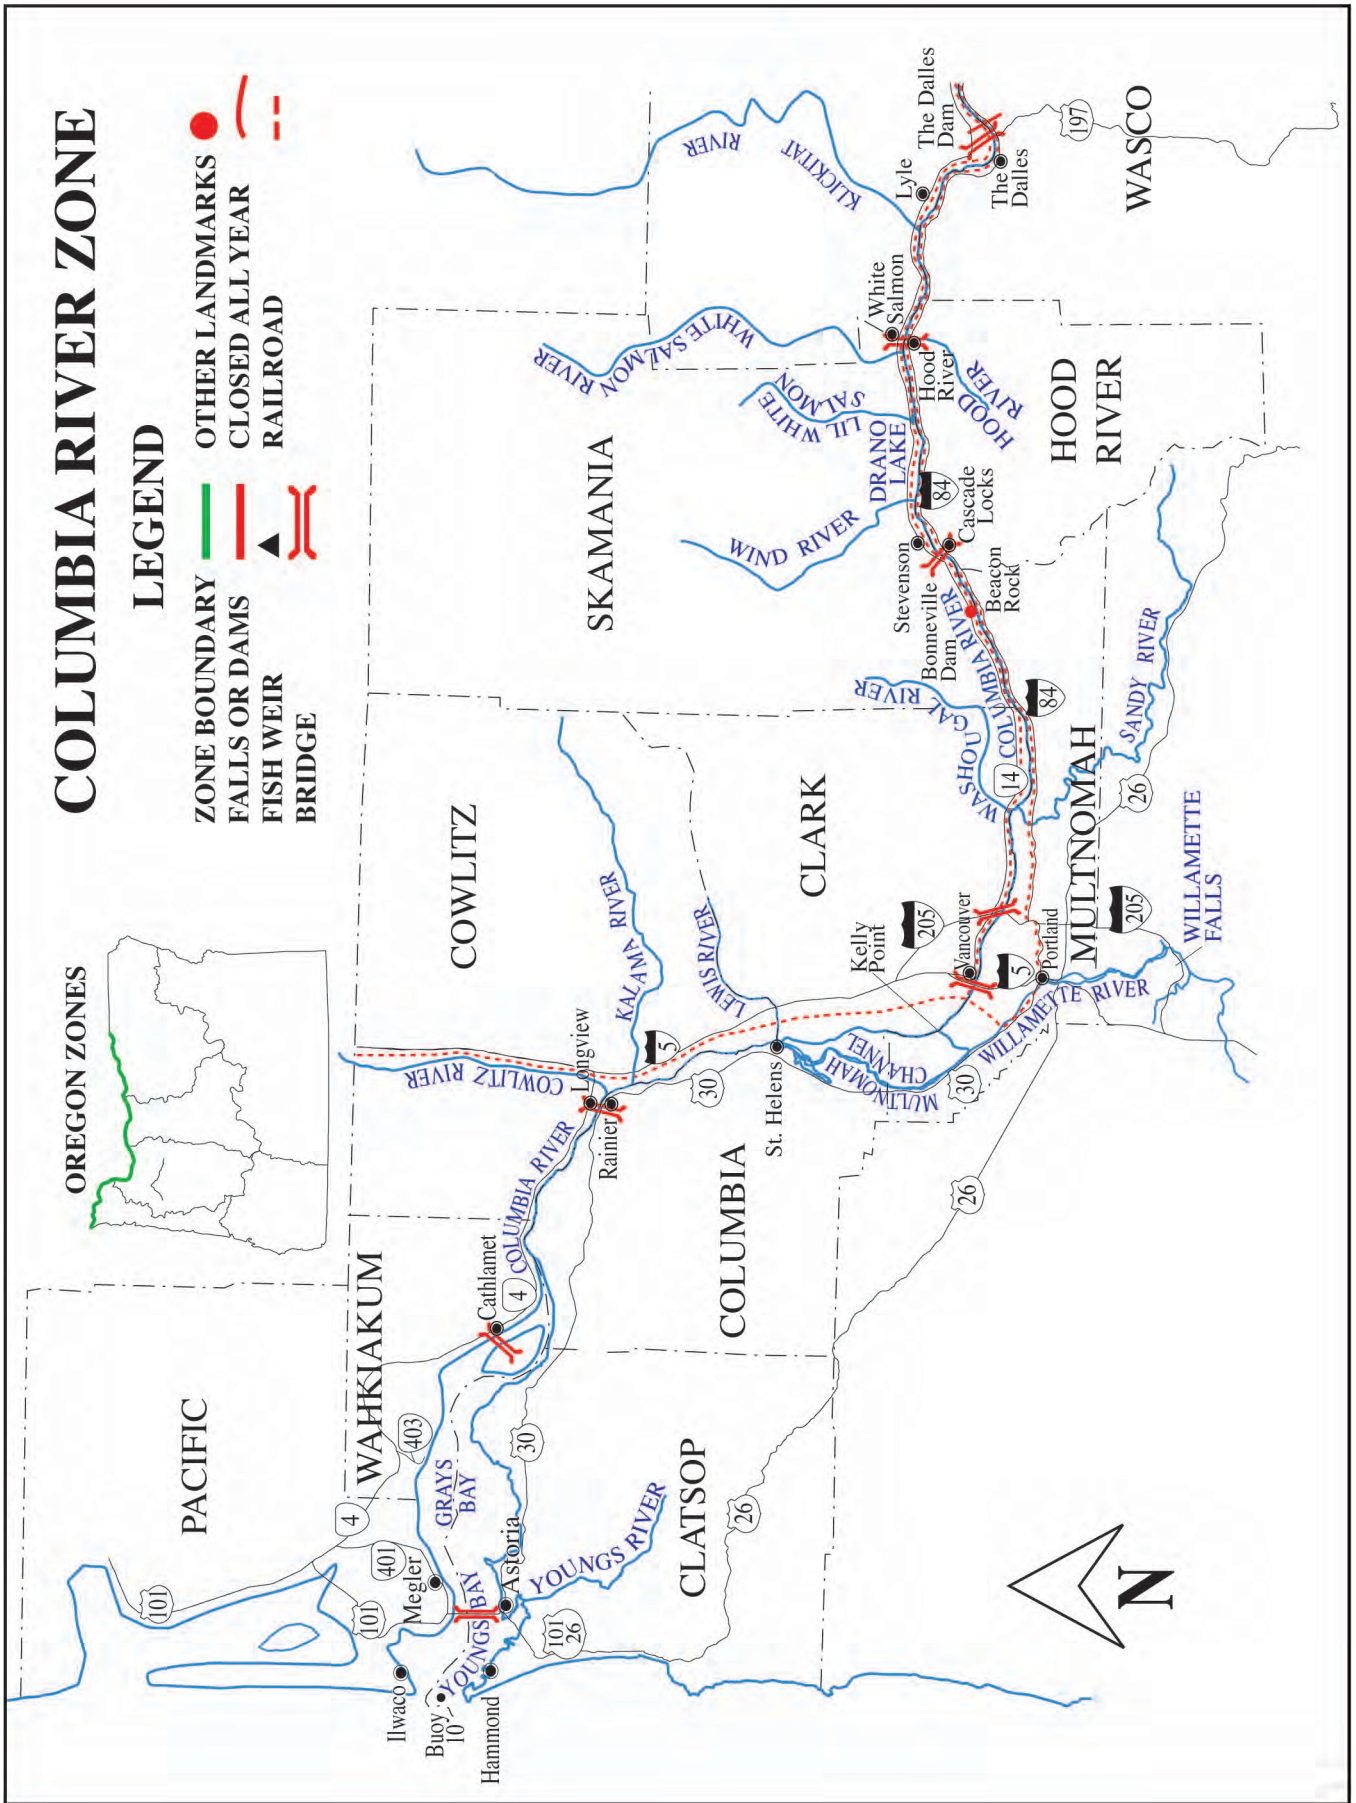 COLUMBIA RIVER ZONE
LEGEND
ZONE BOUNDARY
FALLS OR DAMS
FISH WEIR
BRIDGE
OTHER LANDMARKS
CLOSED ALL YEAR
RAILROAD
OREGON ZONES
PACIFIC
WAHKIAKUM
COWLITZ
SKAMANIA
CLARK
COLUMBIA
CLATSOP
MULTNOMAH
HOOD
RIVER
WASCO
101
4
101
401
403
Megler
Ilwaco
Buoy
10
Hammond
YOUNGS BAY
GRAYS
BAY
Astoria
YOUNGS RIVER
101
26
30
26
26
Cathlamet
4
COLUMBIA RIVER
COWLITZ RIVER
Longview
Rainier
KALAMA RIVER
5
30
LEWIS RIVER
St. Helens
MULTNOMAH
CHANNEL
30
WILLAMETTE RIVER
Kelly
Point
205
Vancouver
5
Portland
205
WILLAMETTE
FALLS
26
SANDY RIVER
14
WASHOUGAL RIVER
COLUMBIA RIVER
84
Beacon
Rock
Bonneville
Dam
Stevenson
Cascade
Locks
84
WIND RIVER
DRANO
LAKE
LIL WHITE
SALMON
WHITE SALMON RIVER
White
Salmon
Hood
River
HOOD
RIVER
KLICKITAT
RIVER
Lyle
The Dalles
Dam
The
Dalles
197
N